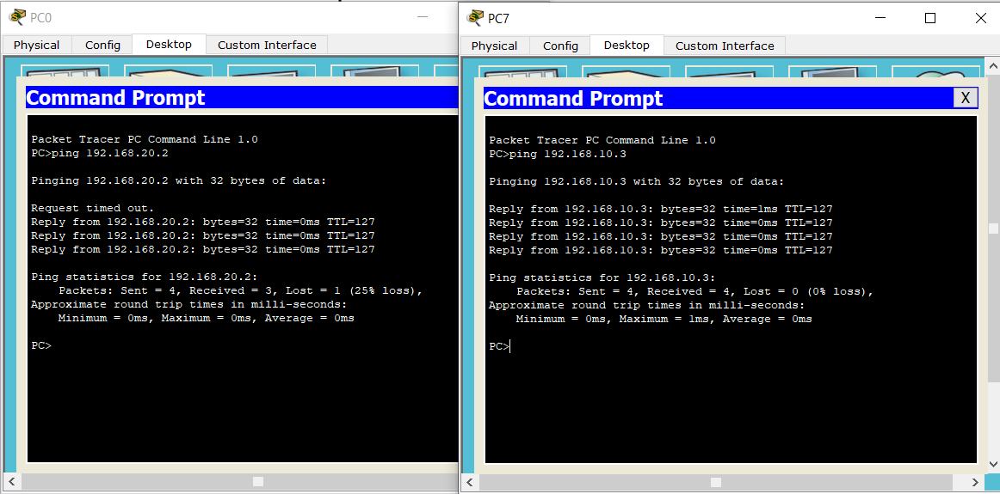 PC0
Physical Config Desktop Custom Interface
Command Prompt
Packet Tracer PC Command Line 1.0
PC>ping 192.168.20.2
Pinging 192.168.20.2 with 32 bytes of data:
Request timed out.
Reply from 192.168.20.2: bytes=32 time=0ms TTL=127
Reply from 192.168.20.2: bytes=32 time=0ms TTL=127
Reply from 192.168.20.2: bytes=32 time=0ms TTL=127
Ping statistics for 192.168.20.2:
Packets: Sent = 4, Received = 3, Lost = 1 (25% loss),
Approximate round trip times in milli-seconds:
Minimum = 0ms, Maximum = 0ms, Average = 0ms
PC>
PC7
Physical Config Desktop Custom Interface
Command Prompt X
Packet Tracer PC Command Line 1.0
PC>ping 192.168.10.3
Pinging 192.168.10.3 with 32 bytes of data:
Reply from 192.168.10.3: bytes=32 time=1ms TTL=127
Reply from 192.168.10.3: bytes=32 time=0ms TTL=127
Reply from 192.168.10.3: bytes=32 time=0ms TTL=127
Reply from 192.168.10.3: bytes=32 time=0ms TTL=127
Ping statistics for 192.168.10.3:
Packets: Sent = 4, Received = 4, Lost = 0 (0% loss),
Approximate round trip times in milli-seconds:
Minimum = 0ms, Maximum = 1ms, Average = 0ms
PC>